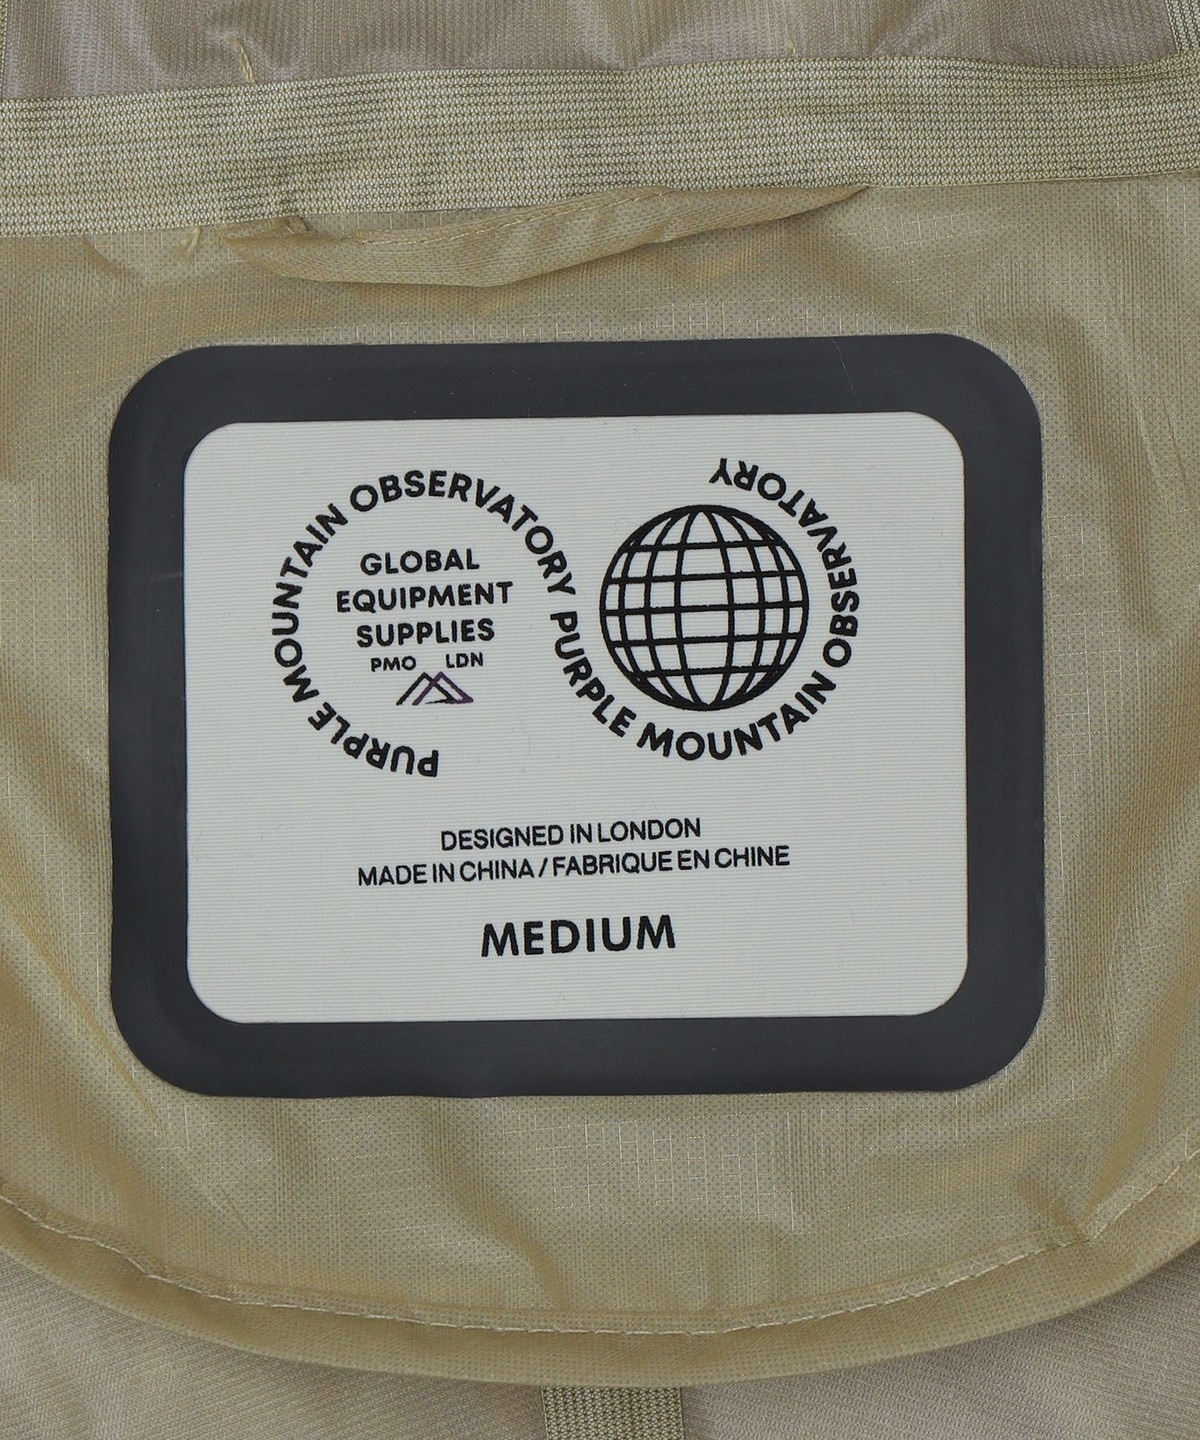 PURPLE MOUNTAIN OBSERVATORY PURPLE MOUNTAIN OBSERVATORY
GLOBAL
EQUIPMENT
SUPPLIES
PMO LDN
DESIGNED IN LONDON
MADE IN CHINA / FABRIQUE EN CHINE
MEDIUM